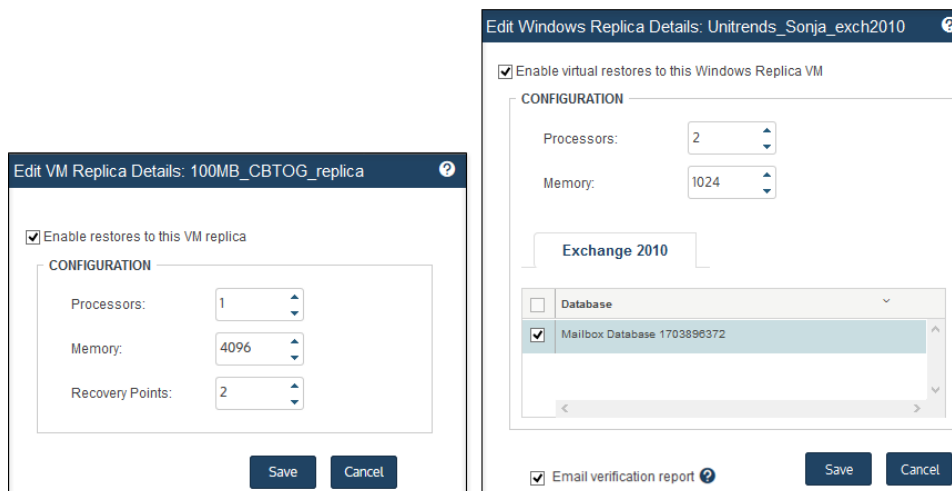 Edit VM Replica Details: 100MB_CBTOG_replica ?
Enable restores to this VM replica
CONFIGURATION
Processors: 1
Memory: 4096
Recovery Points: 2
Save Cancel
Edit Windows Replica Details: Unitrends_Sonja_exch2010 ?
Enable virtual restores to this Windows Replica VM
CONFIGURATION
Processors: 2
Memory: 1024
Exchange 2010
Database
Mailbox Database 1703896372
Email verification report ? Save Cancel